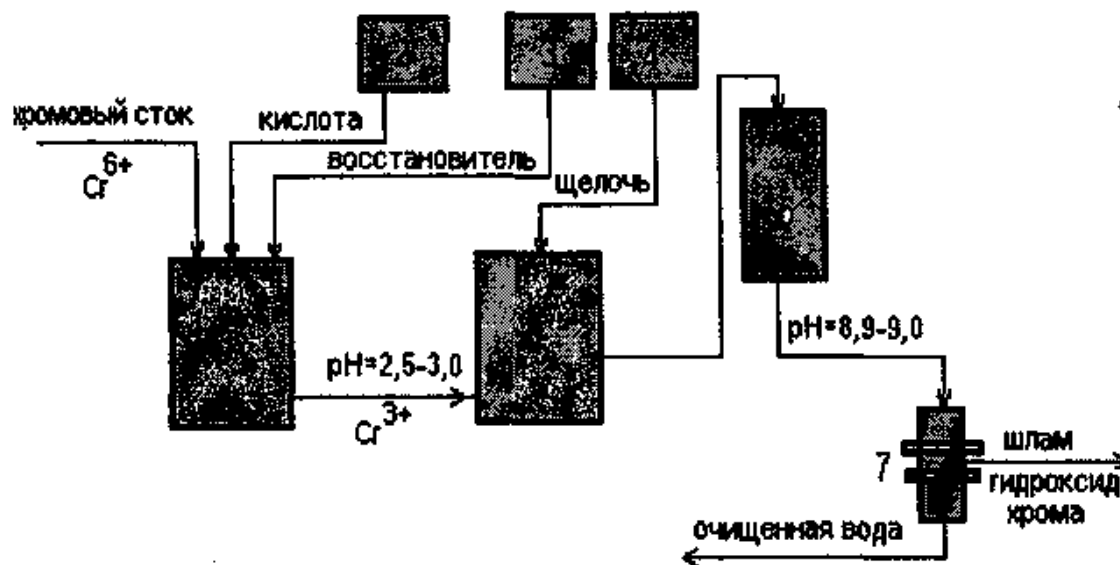 хромовый сток
Cr6+
кислота
восстановитель
щелочь
pH=2,5-3,0
Cr3+
pH=8,9-9,0
7
шлам
гидроксид
хрома
очищенная вода